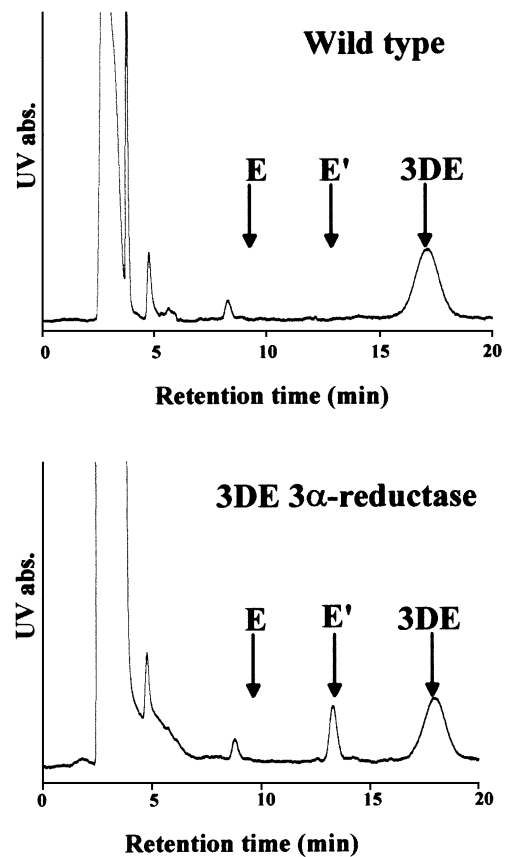 Wild type
UV abs.
E E' 3DE
0 5 10 15 20
Retention time (min)
3DE 3α-reductase
UV abs.
E E' 3DE
0 5 10 15 20
Retention time (min)